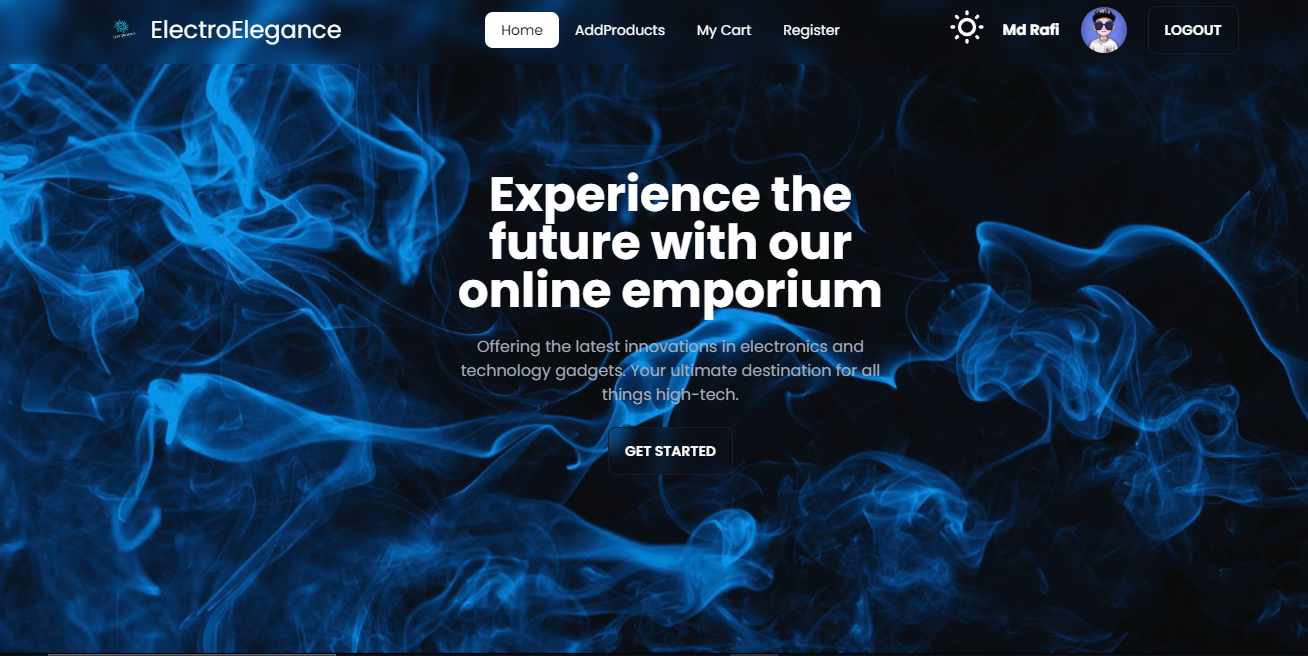 ElectroElegance
Home
AddProducts
My Cart
Register
Md Rafi
LOGOUT
Experience the
future with our
online emporium
Offering the latest innovations in electronics and
technology gadgets. Your ultimate destination for all
things high-tech.
GET STARTED